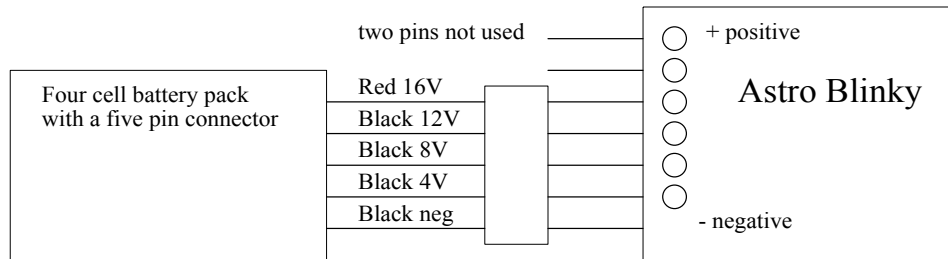 two pins not used
+ positive
Red 16V
Astro Blinky
Four cell battery pack
with a five pin connector
Black 12V
Black 8V
Black 4V
Black neg
- negative